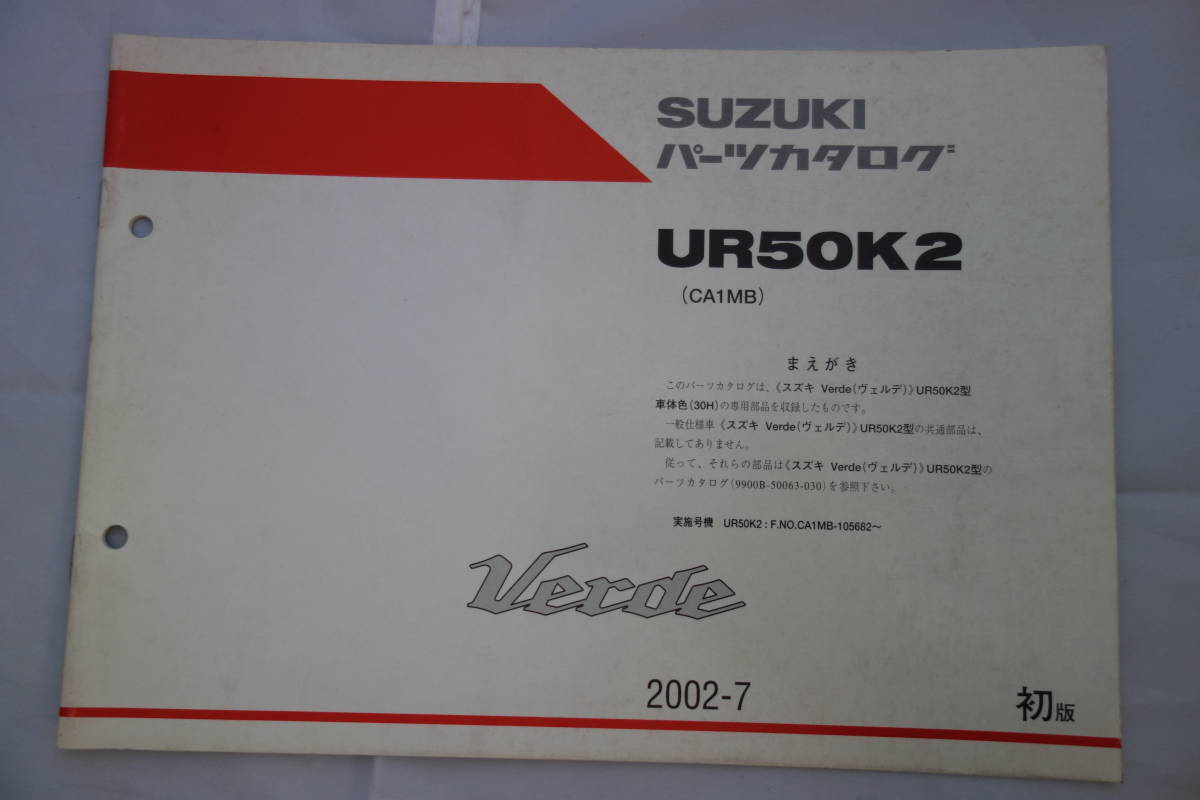 SUZUKI
パーツカタログ
UR50K2
(CA1MB)
まえがき
このパーツカタログは、《スズキ Verde(ヴェルデ)》UR50K2型
車体色(30H)の専用部品を収録したものです。
一般仕様車《スズキ Verde(ヴェルデ)》UR50K2型の共通部品は、
記載してありません。
従って、それらの部品は《スズキ Verde(ヴェルデ)》UR50K2型の
パーツカタログ(9900B-50063-030)を参照下さい。
実施号機 UR50K2 : F.NO.CA1MB-105682～
Verde
2002-7
初版